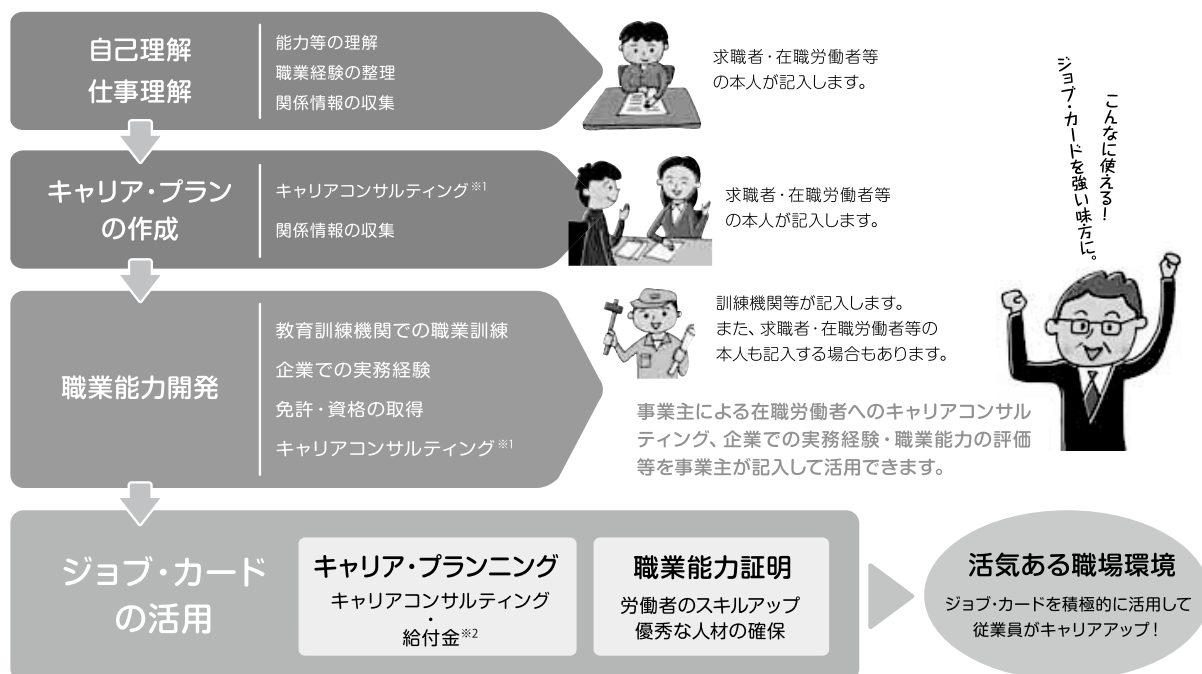 自己理解
仕事理解
能力等の理解
職業経験の整理
関係情報の収集
求職者・在職労働者等
の本人が記入します。
こんなに使える！
ジョブ・カードを強い味方に。
キャリア・プラン
の作成
キャリアコンサルティング※1
関係情報の収集
求職者・在職労働者等
の本人が記入します。
職業能力開発
教育訓練機関での職業訓練
企業での実務経験
免許・資格の取得
キャリアコンサルティング※1
訓練機関等が記入します。
また、求職者・在職労働者等の
本人も記入する場合もあります。
事業主による在職労働者へのキャリアコンサル
ティング、企業での実務経験・職業能力の評価
等を事業主が記入して活用できます。
ジョブ・カード
の活用
キャリア・プランニング
キャリアコンサルティング
・
給付金※2
職業能力証明
労働者のスキルアップ
優秀な人材の確保
活気ある職場環境
ジョブ・カードを積極的に活用して
従業員がキャリアアップ！